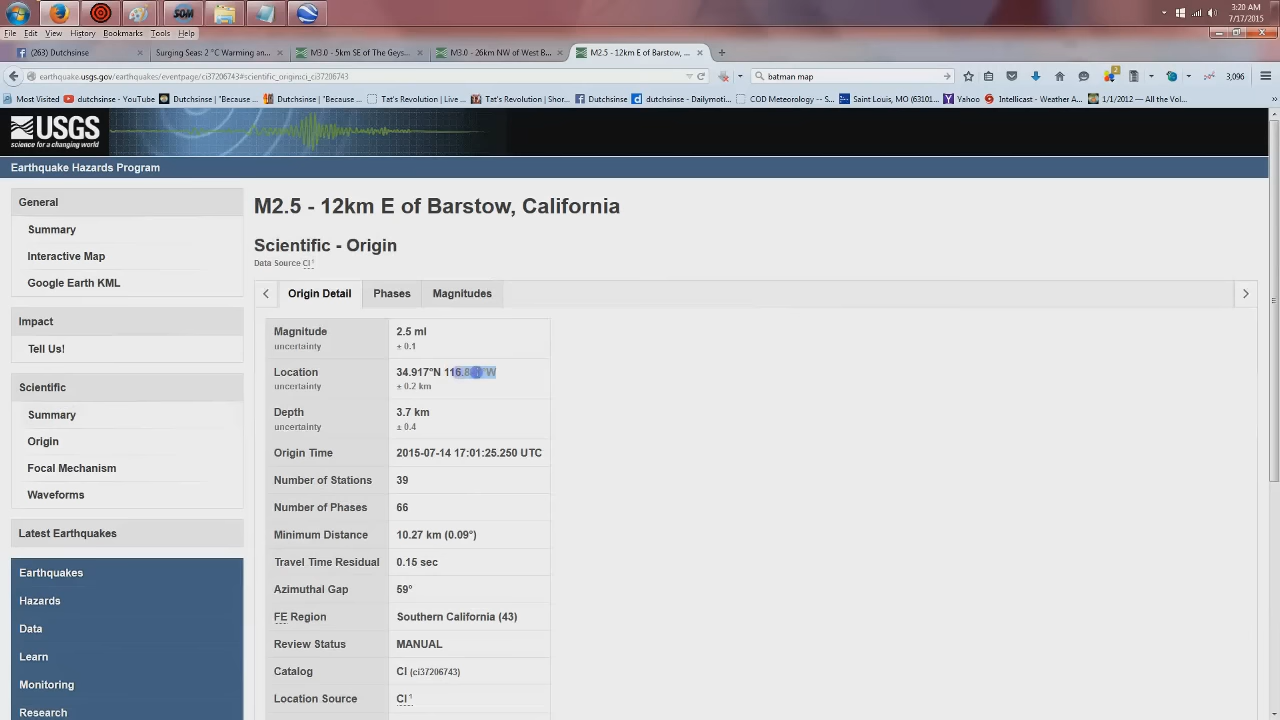 3:20 AM
7/17/2015
File Edit View History Bookmarks Tools Help
(263) Dutchsinse
Surging Seas: 2 °C Warming an...
M3.0 - 5km SE of The Geys...
M3.0 - 26km NW of West B...
M2.5 - 12km E of Barstow, ...
earthquake.usgs.gov/earthquakes/eventpage/ci37206743#scientific_origin:ci_ci37206743
batman map
3,096
Most Visited
dutchsinse - YouTube
Dutchsinse | "Because ...
Dutchsinse | "Because ...
Tat's Revolution | Live ...
Tat's Revolution | Shor...
Dutchsinse
dutchsinse - Dailymoti...
COD Meteorology -- S...
Saint Louis, MO (63101...
Yahoo
Intellicast - Weather A...
1/1/2012 -- All the Vol...
USGS
science for a changing world
Earthquake Hazards Program
General
Summary
Interactive Map
Google Earth KML
Impact
Tell Us!
Scientific
Summary
Origin
Focal Mechanism
Waveforms
Latest Earthquakes
Earthquakes
Hazards
Data
Learn
Monitoring
Research
M2.5 - 12km E of Barstow, California
Scientific - Origin
Data Source CI 1
Origin Detail Phases Magnitudes
Magnitude 2.5 ml
uncertainty ± 0.1
Location 34.917°N
uncertainty ± 0.2 km
Depth 3.7 km
uncertainty ± 0.4
Origin Time 2015-07-14 17:01:25.250 UTC
Number of Stations 39
Number of Phases 66
Minimum Distance 10.27 km (0.09°)
Travel Time Residual 0.15 sec
Azimuthal Gap 59°
FE Region Southern California (43)
Review Status MANUAL
Catalog CI (ci37206743)
Location Source CI 1